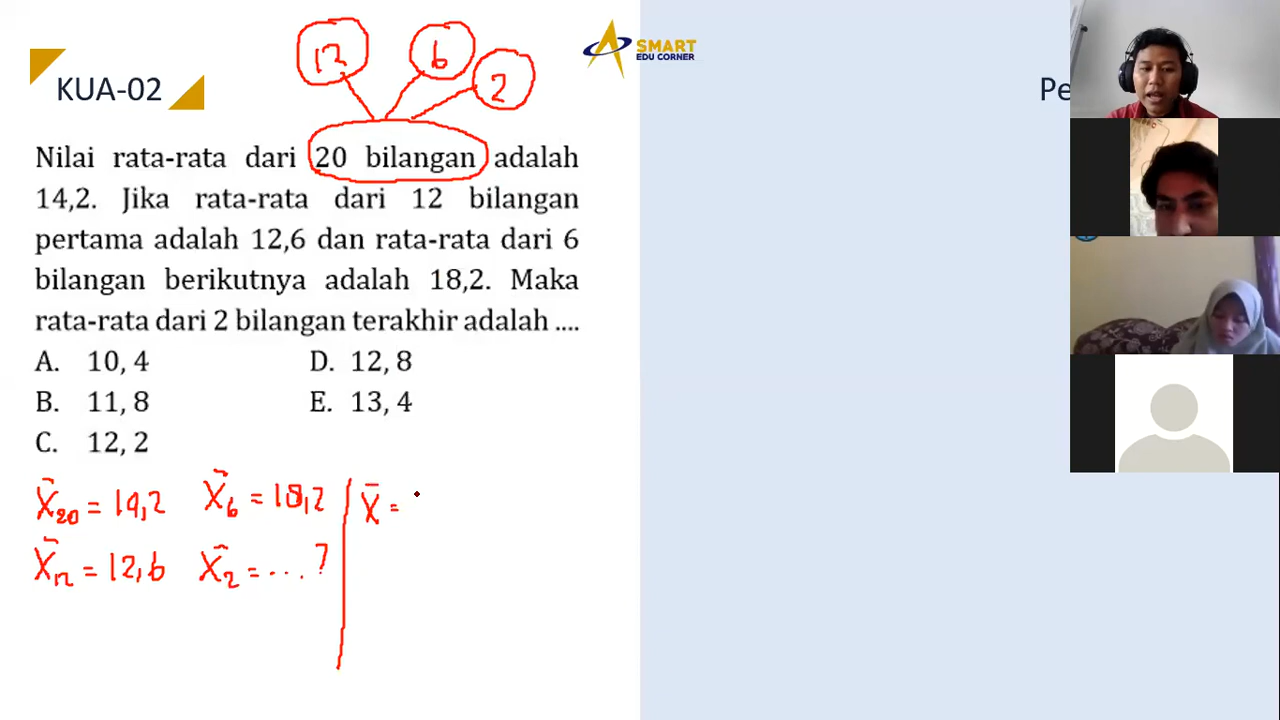 12
6
2
SMART
EDU CORNER
KUA-02
Pe
Nilai rata-rata dari 20 bilangan adalah
14,2. Jika rata-rata dari 12 bilangan
pertama adalah 12,6 dan rata-rata dari 6
bilangan berikutnya adalah 18,2. Maka
rata-rata dari 2 bilangan terakhir adalah ....
A. 10, 4
D. 12, 8
B. 11, 8
E. 13, 4
C. 12, 2
x̄20 = 14,2
x̄6 = 18,2
x̄ =
x̄12 = 12,6
x̄2 = ... ?